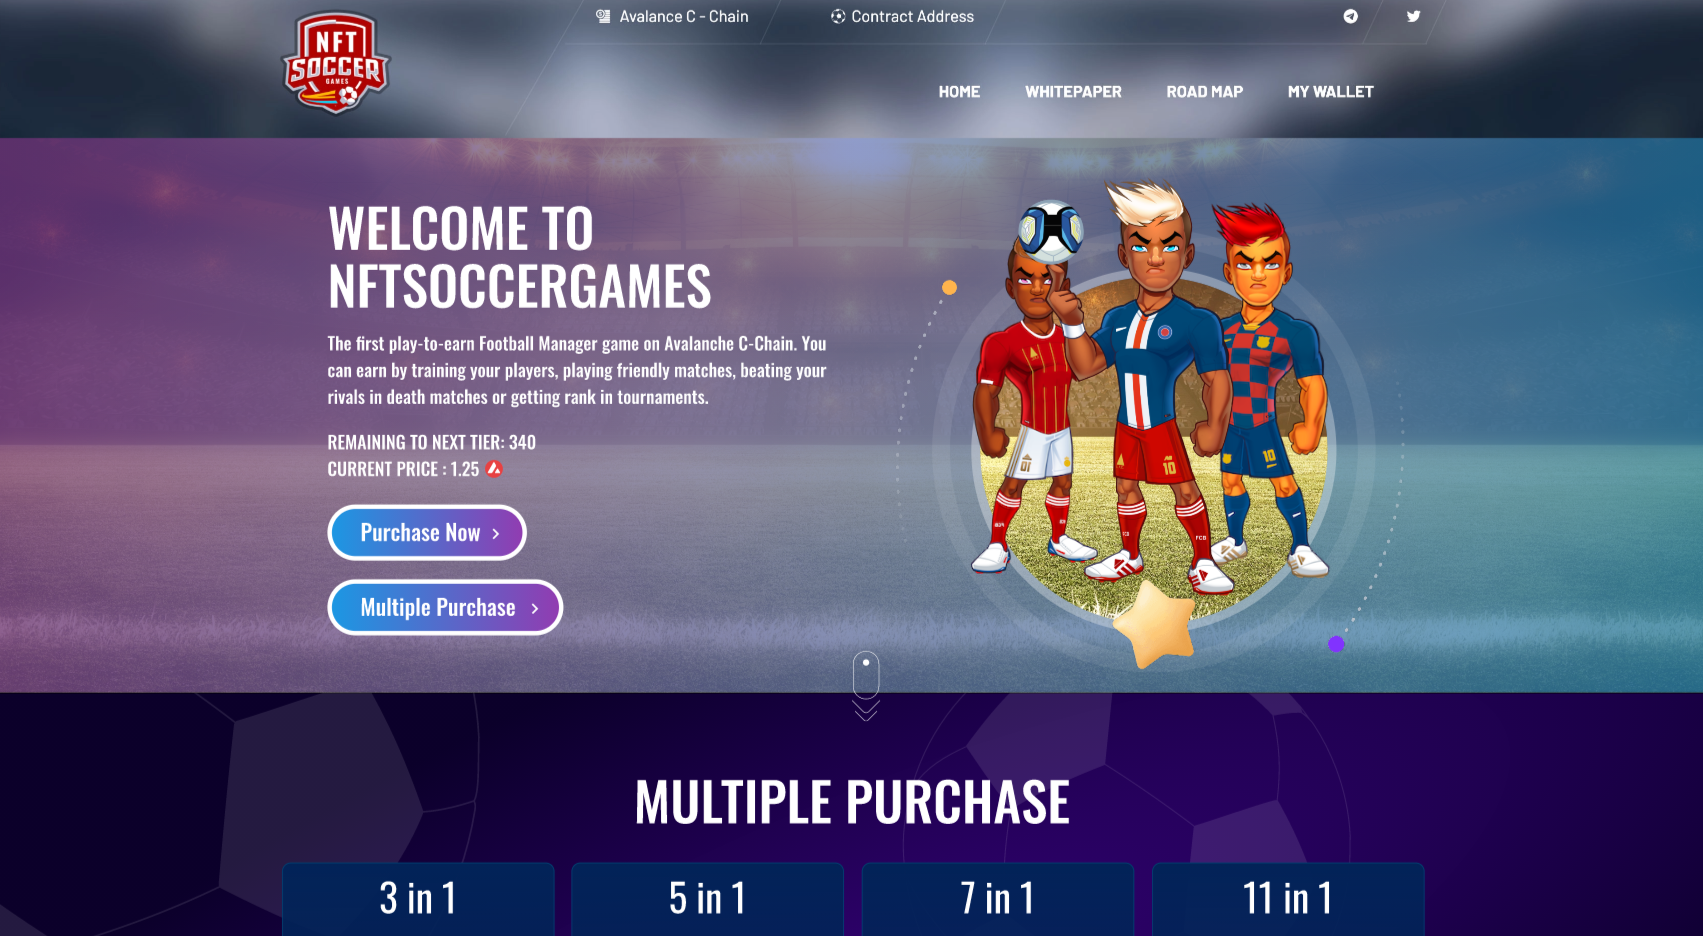 NFT
SOCCER
GAMES
Avalance C - Chain
Contract Address
HOME
WHITEPAPER
ROAD MAP
MY WALLET
WELCOME TO
NFTSOCCERGAMES
The first play-to-earn Football Manager game on Avalanche C-Chain. You
can earn by training your players, playing friendly matches, beating your
rivals in death matches or getting rank in tournaments.
REMAINING TO NEXT TIER: 340
CURRENT PRICE : 1.25
Purchase Now
Multiple Purchase
01
10
10
FCB
MULTIPLE PURCHASE
3 in 1
5 in 1
7 in 1
11 in 1